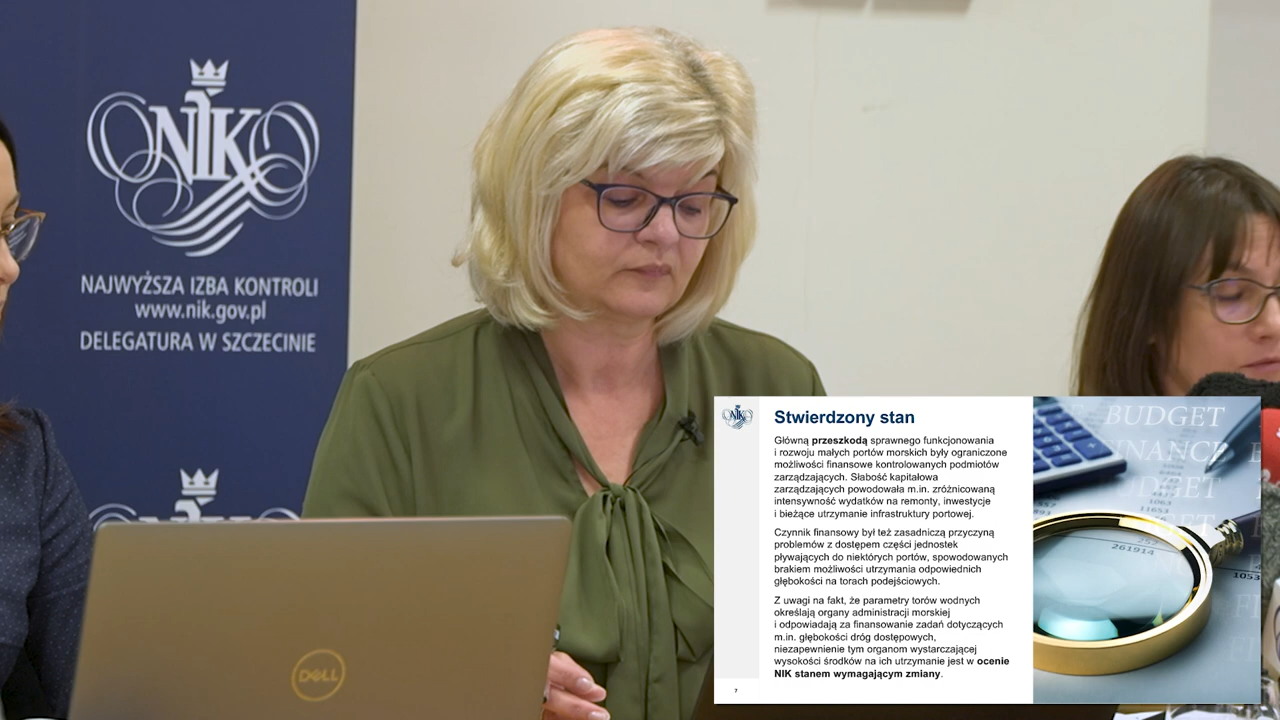 NIK
NAJWYŻSZA IZBA KONTROLI
www.nik.gov.pl
DELEGATURA W SZCZECINIE
DELL
NIK
Stwierdzony stan
Główną przeszkodą sprawnego funkcjonowania
i rozwoju małych portów morskich były ograniczone
możliwości finansowe kontrolowanych podmiotów
zarządzających. Słabość kapitałowa
zarządzających powodowała m.in. zróżnicowaną
intensywność wydatków na remonty, inwestycje
i bieżące utrzymanie infrastruktury portowej.
Czynnik finansowy był też zasadniczą przyczyną
problemów z dostępem części jednostek
pływających do niektórych portów, spowodowanych
brakiem możliwości utrzymania odpowiednich
głębokości na torach podejściowych.
Z uwagi na fakt, że parametry torów wodnych
określają organy administracji morskiej
i odpowiadają za finansowanie zadań dotyczących
m.in. głębokości dróg dostępowych,
niezapewnienie tym organom wystarczającej
wysokości środków na ich utrzymanie jest w ocenie
NIK stanem wymagającym zmiany.
7
BUDGET
FINANCE
BUDGET
261914
1053